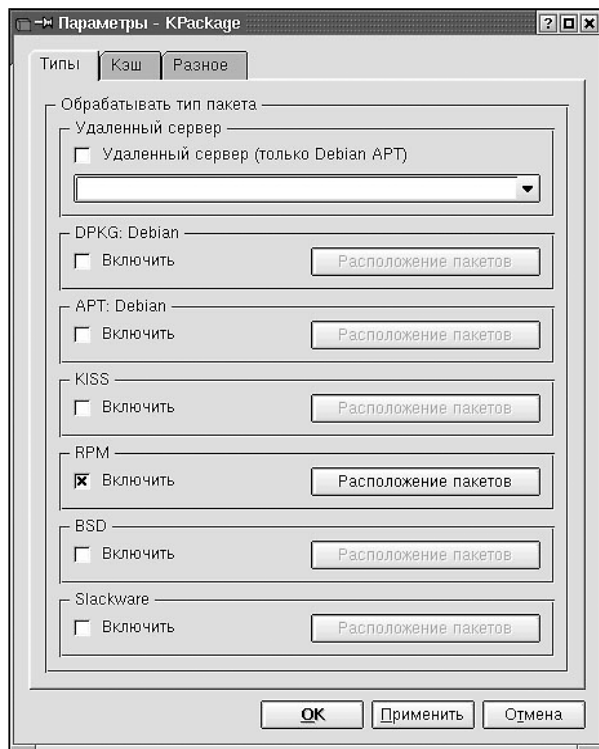 Параметры - KPackage
Типы Кэш Разное
Обрабатывать тип пакета
Удаленный сервер
Удаленный сервер (только Debian APT)
DPKG: Debian
Включить Расположение пакетов
APT: Debian
Включить Расположение пакетов
KISS
Включить Расположение пакетов
RPM
Включить Расположение пакетов
BSD
Включить Расположение пакетов
Slackware
Включить Расположение пакетов
OK Применить Отмена